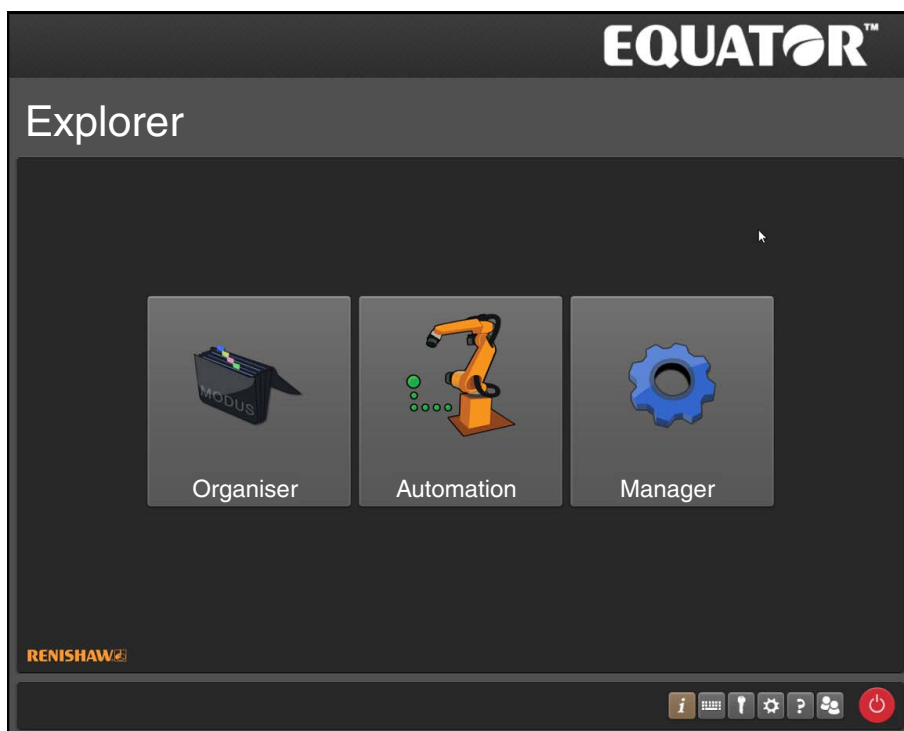 EQUATOR™
Explorer
MODUS
Organiser
Automation
Manager
RENISHAW
i
?